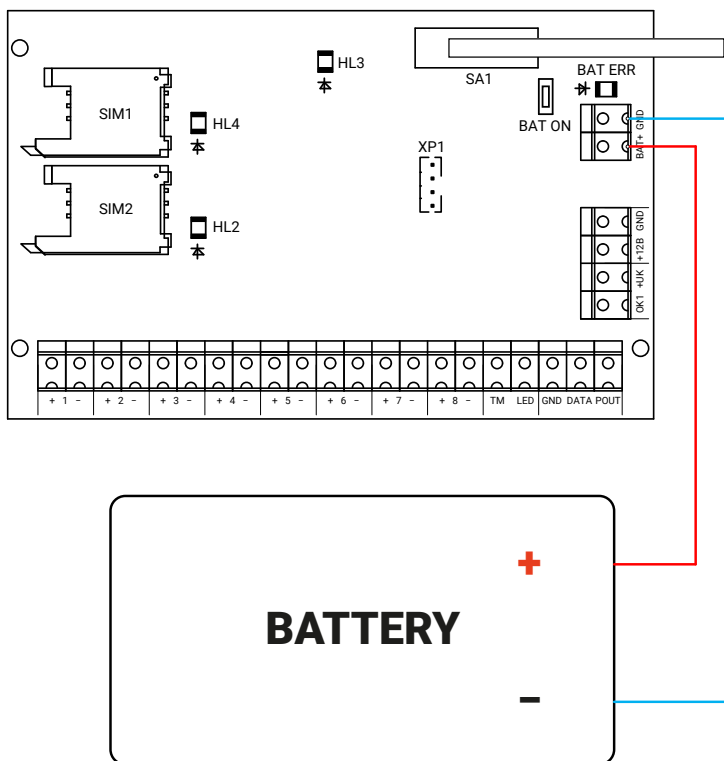 HL3
SA1
BAT ERR
BAT ON
GND
BAT+
SIM1
HL4
XP1
SIM2
HL2
GND
+12B
+UK
OK1
+ 1 − + 2 − + 3 − + 4 − + 5 − + 6 − + 7 − + 8 − TM LED GND DATA POUT
+
BATTERY
−